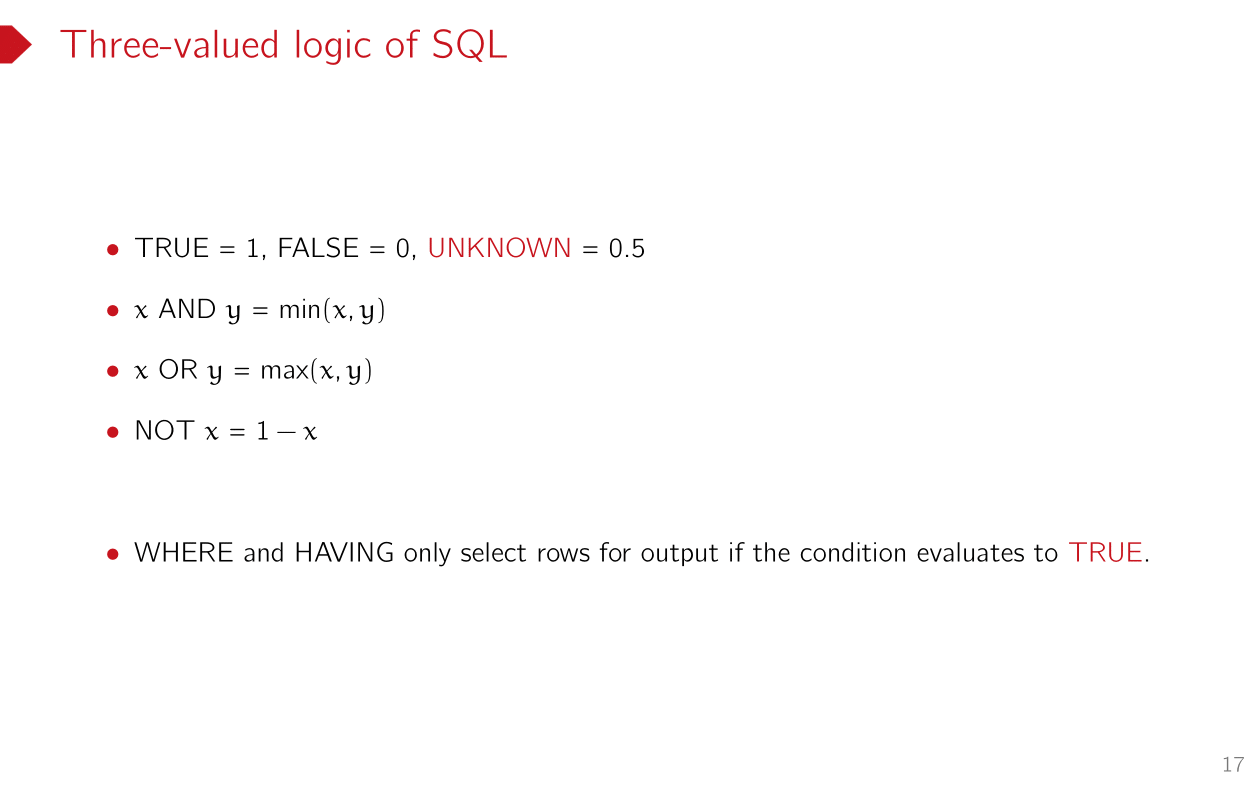 Three-valued logic of SQL
• TRUE = 1, FALSE = 0, UNKNOWN = 0.5
• x AND y = min(x, y)
• x OR y = max(x, y)
• NOT x = 1 − x
• WHERE and HAVING only select rows for output if the condition evaluates to TRUE.
17